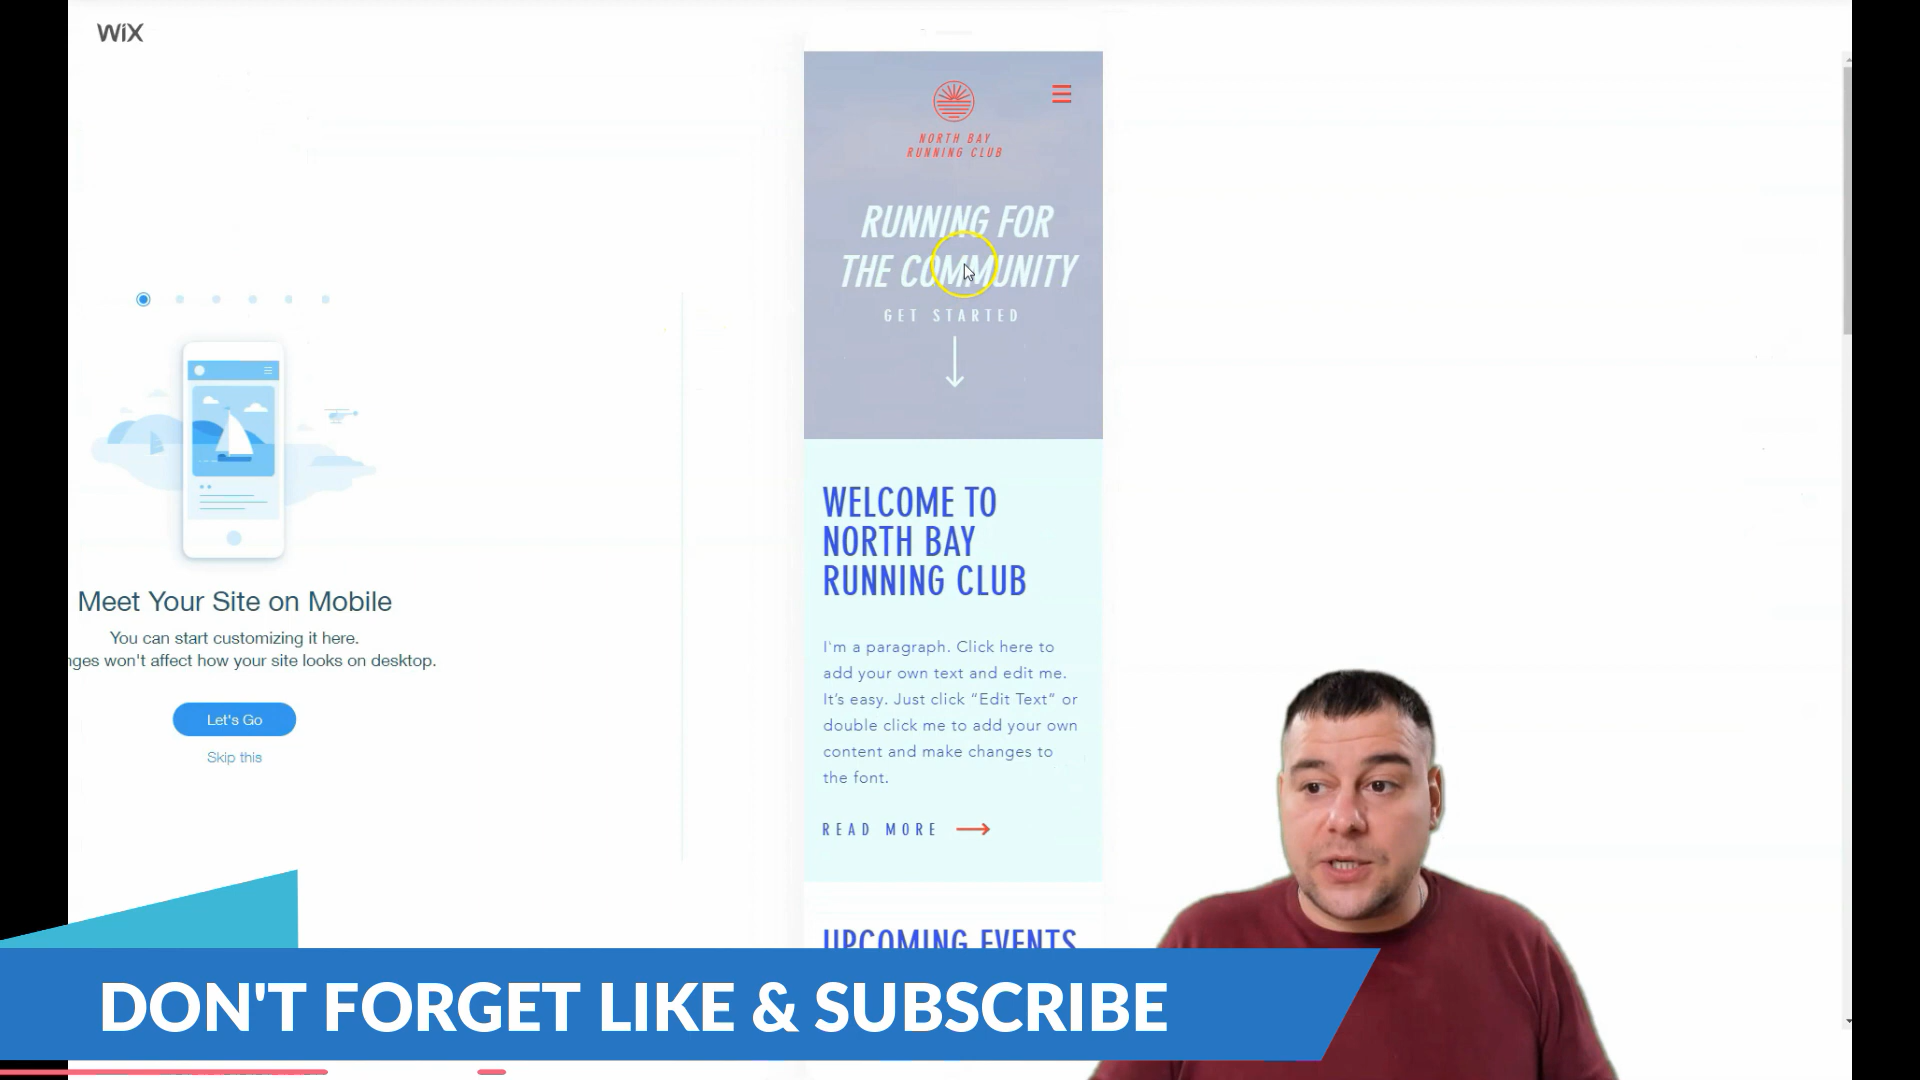 WiX
NORTH BAY
RUNNING CLUB
RUNNING FOR
THE COMMUNITY
GET STARTED
Meet Your Site on Mobile
You can start customizing it here.
won't affect how your site looks on desktop.
Let's Go
Skip this
WELCOME TO
NORTH BAY
RUNNING CLUB
I'm a paragraph. Click here to
add your own text and edit me.
It's easy. Just click “Edit Text” or
double click me to add your own
content and make changes to
the font.
READ MORE
UPCOMING EVENTS
DON'T FORGET LIKE & SUBSCRIBE